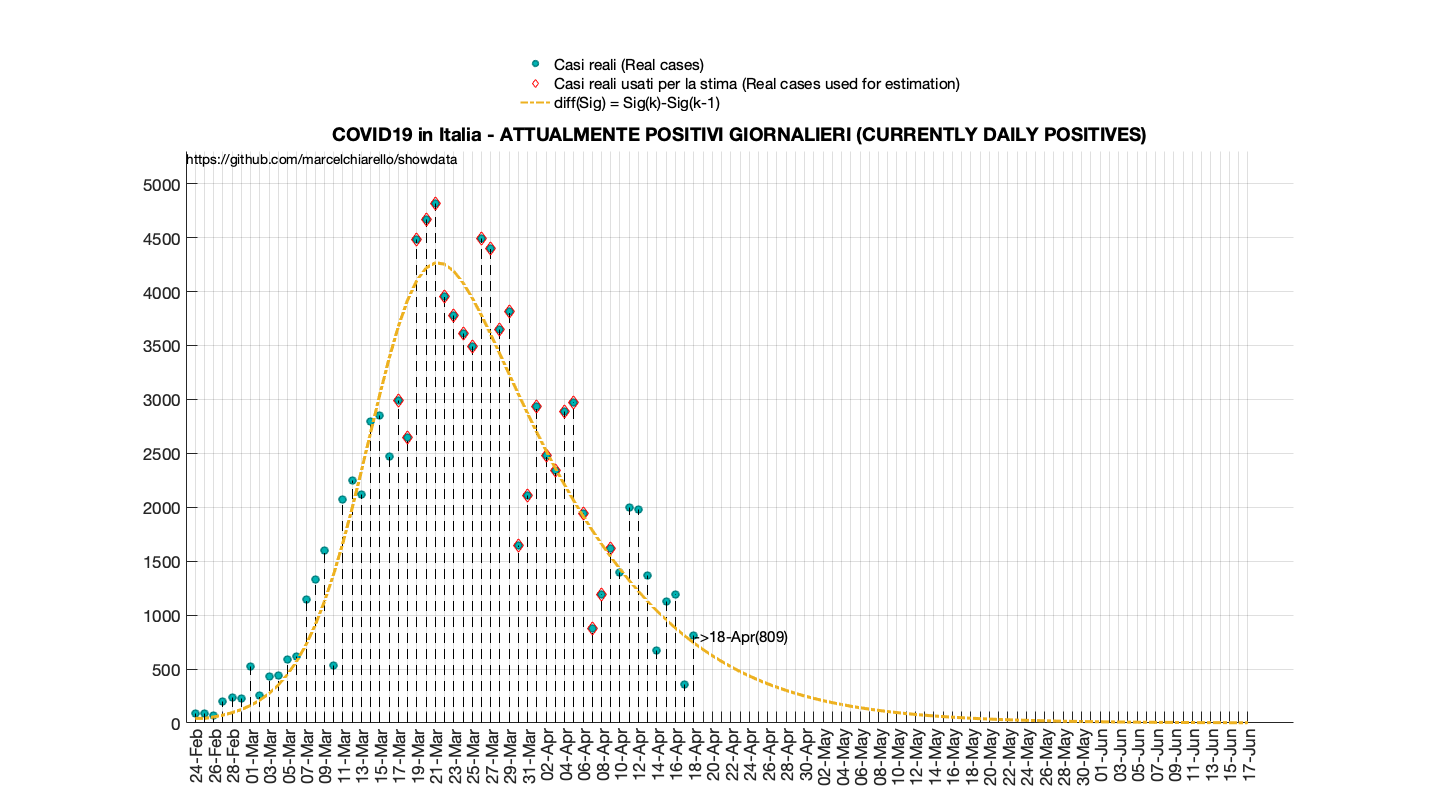 Casi reali (Real cases)
Casi reali usati per la stima (Real cases used for estimation)
diff(Sig) = Sig(k)-Sig(k-1)
COVID19 in Italia - ATTUALMENTE POSITIVI GIORNALIERI (CURRENTLY DAILY POSITIVES)
https://github.com/marcelchiarello/showdata
5000
4500
4000
3500
3000
2500
2000
1500
1000
500
0
->18-Apr(809)
24-Feb
26-Feb
28-Feb
01-Mar
03-Mar
05-Mar
07-Mar
09-Mar
11-Mar
13-Mar
15-Mar
17-Mar
19-Mar
21-Mar
23-Mar
25-Mar
27-Mar
29-Mar
31-Mar
02-Apr
04-Apr
06-Apr
08-Apr
10-Apr
12-Apr
14-Apr
16-Apr
18-Apr
20-Apr
22-Apr
24-Apr
26-Apr
28-Apr
30-Apr
02-May
04-May
06-May
08-May
10-May
12-May
14-May
16-May
18-May
20-May
22-May
24-May
26-May
28-May
30-May
01-Jun
03-Jun
05-Jun
07-Jun
09-Jun
11-Jun
13-Jun
15-Jun
17-Jun